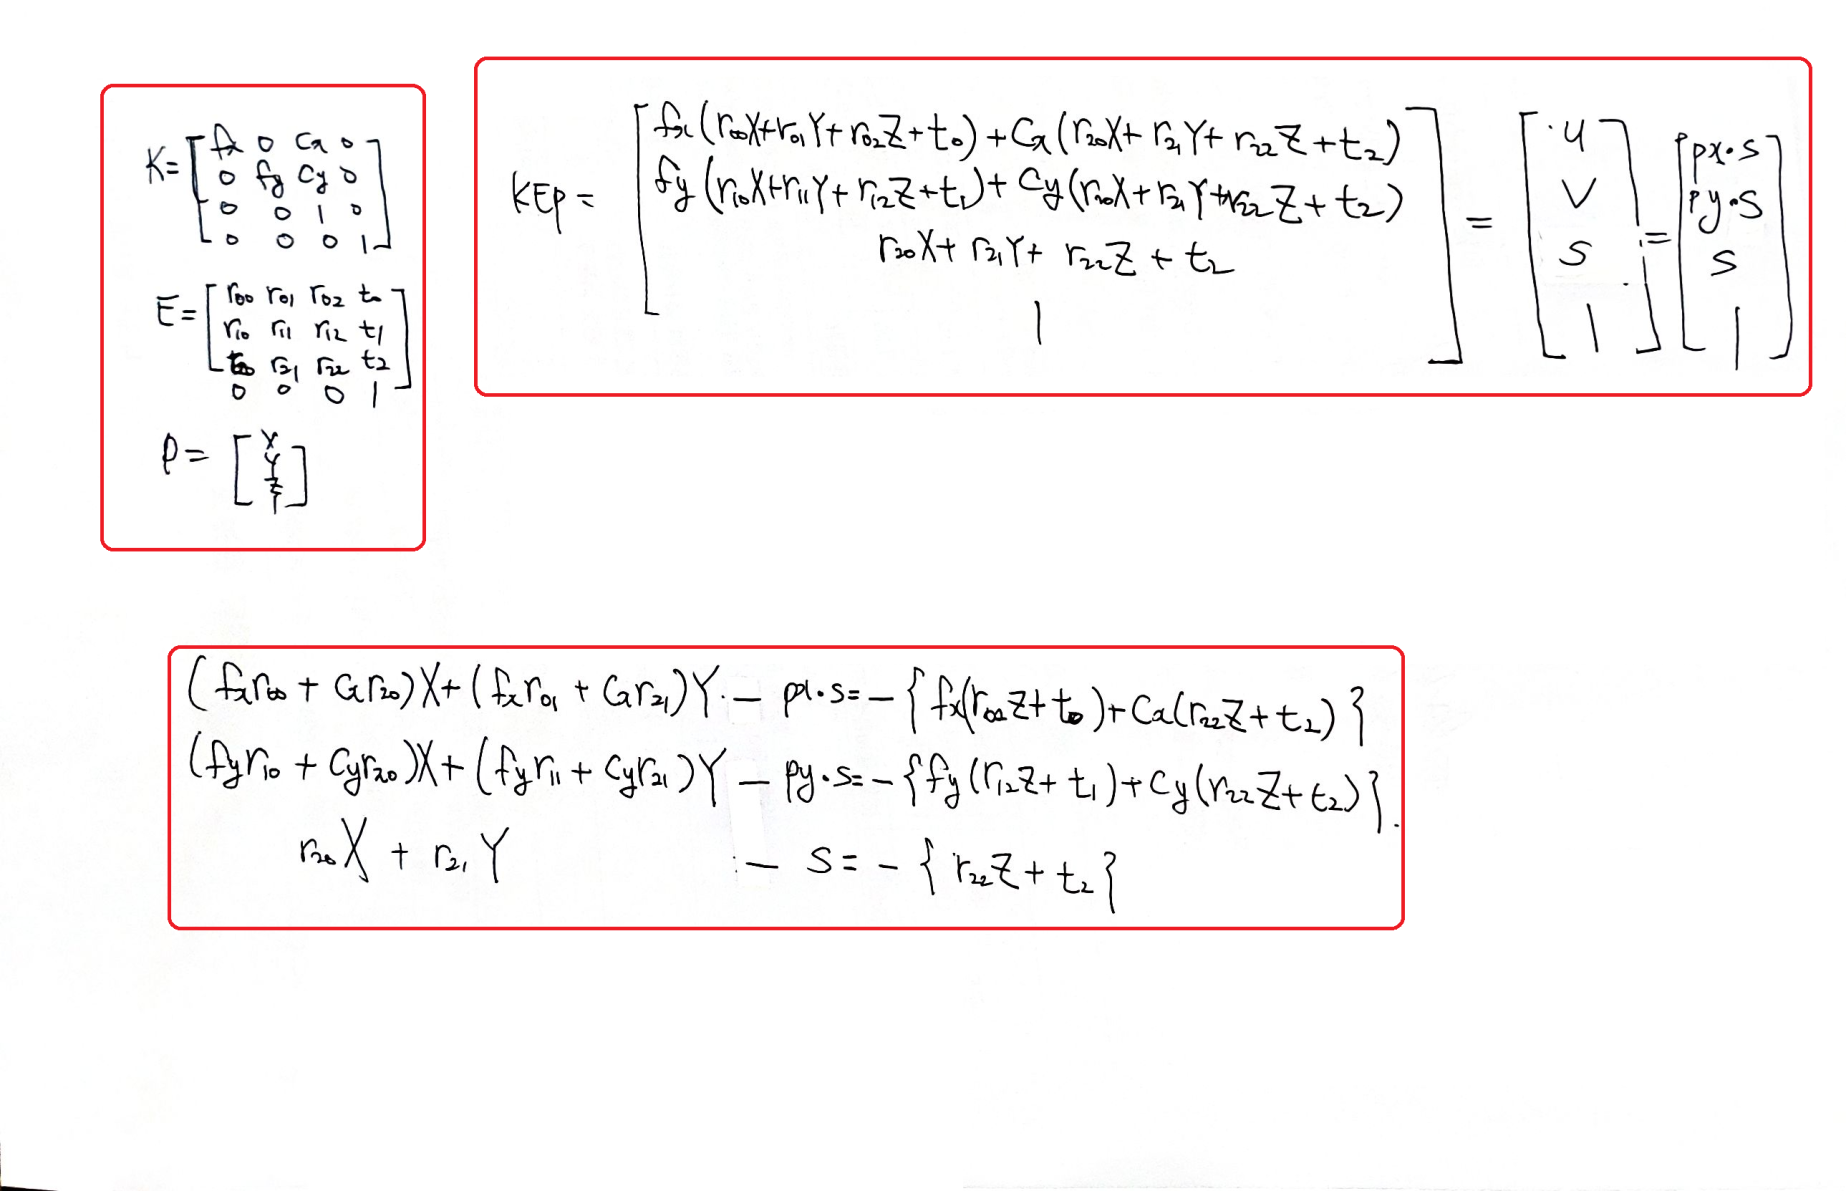 K= [ fx 0 Cx 0
0 fy Cy 0
0 0 1 0
0 0 0 1 ]
E= [ r00 r01 r02 t0
r10 r11 r12 t1
r20 r21 r22 t2
0 0 0 1 ]
P= [ X
Y
Z
1 ]
KEP = [ fx(r00X+r01Y+r02Z+t0)+Cx(r20X+r21Y+r22Z+t2)
fy(r10X+r11Y+r12Z+t1)+Cy(r20X+r21Y+r22Z+t2)
r20X+r21Y+r22Z+t2
1 ]
= [ u
v
s
1 ]
= [ px·s
py·s
s
1 ]
(fxr00 + Cxr20)X+(fxr01 + Cxr21)Y - px·s=-{fx(r02Z+t0)+Cx(r22Z+t2)}
(fyr10 + Cyr20)X+(fyr11 + Cyr21)Y - py·s=-{fy(r12Z+t1)+Cy(r22Z+t2)}
r20X + r21Y - s=-{r22Z+t2}